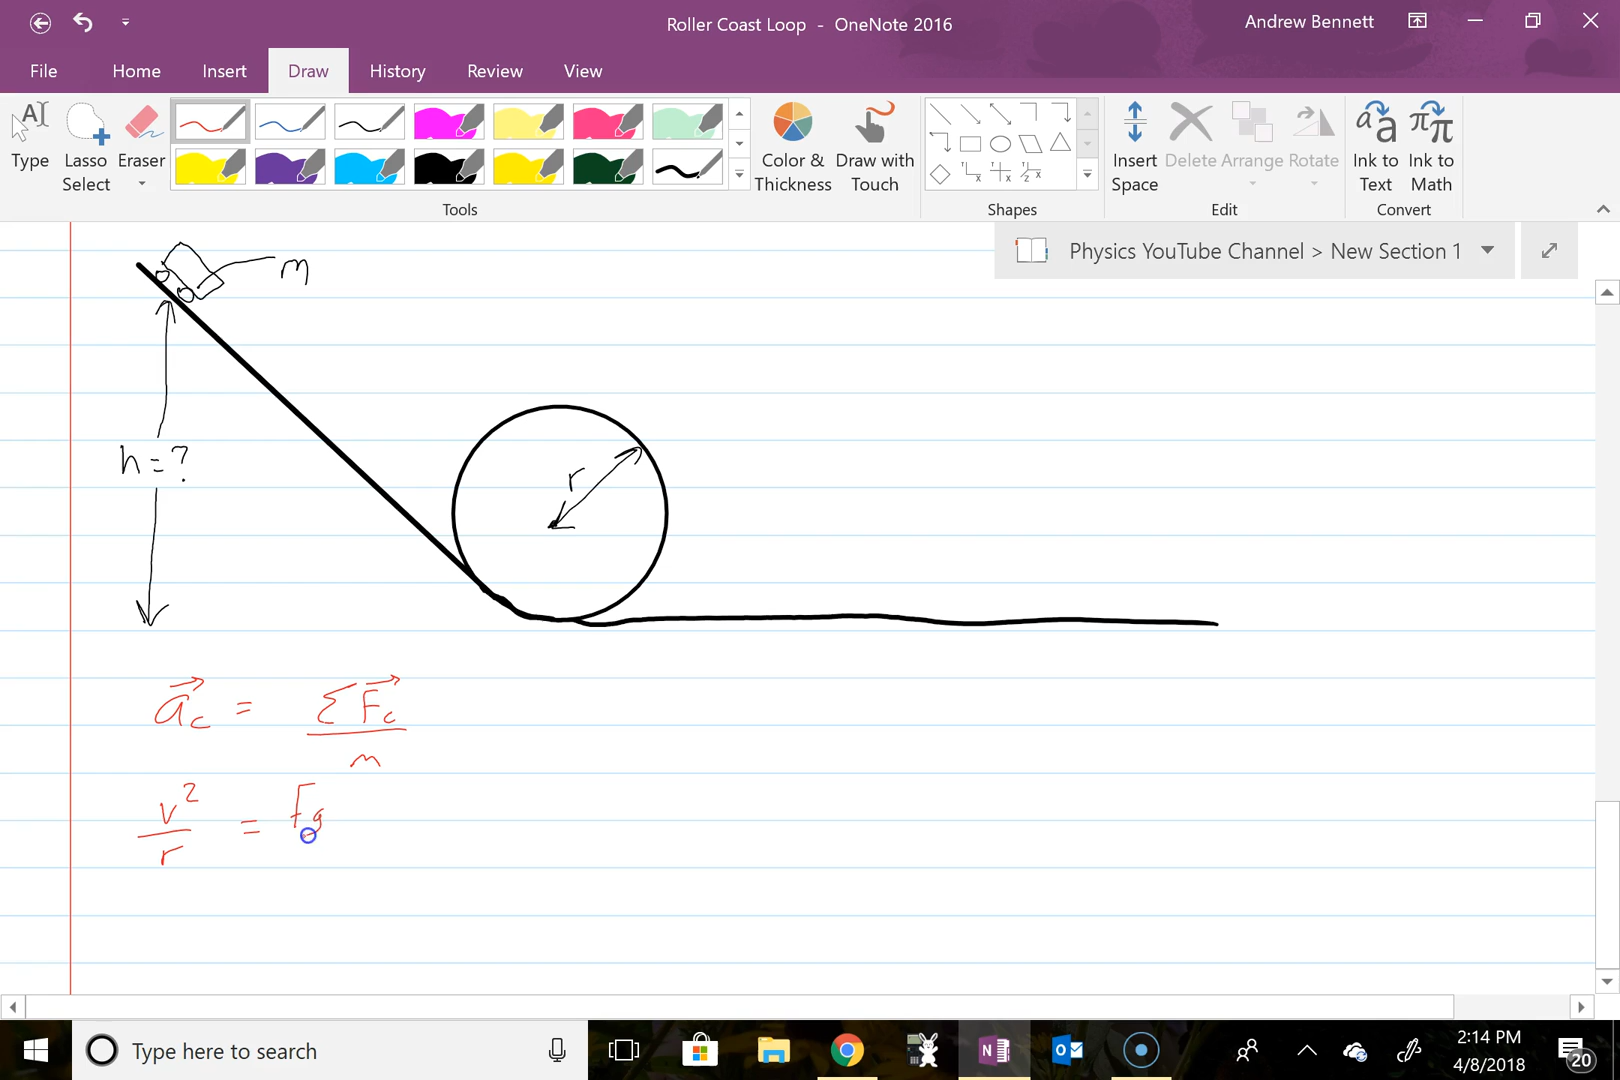 Roller Coast Loop - OneNote 2016
Andrew Bennett
File Home Insert Draw History Review View
Type
Lasso Select
Eraser
Color & Thickness
Draw with Touch
Insert Space
Delete
Arrange
Rotate
Ink to Text
Ink to Math
Tools
Shapes
Edit
Convert
Physics YouTube Channel > New Section 1
m
h = ?
r
a⃗c = ΣF⃗c / m
v² / r = Fg
Type here to search
2:14 PM
4/8/2018
20